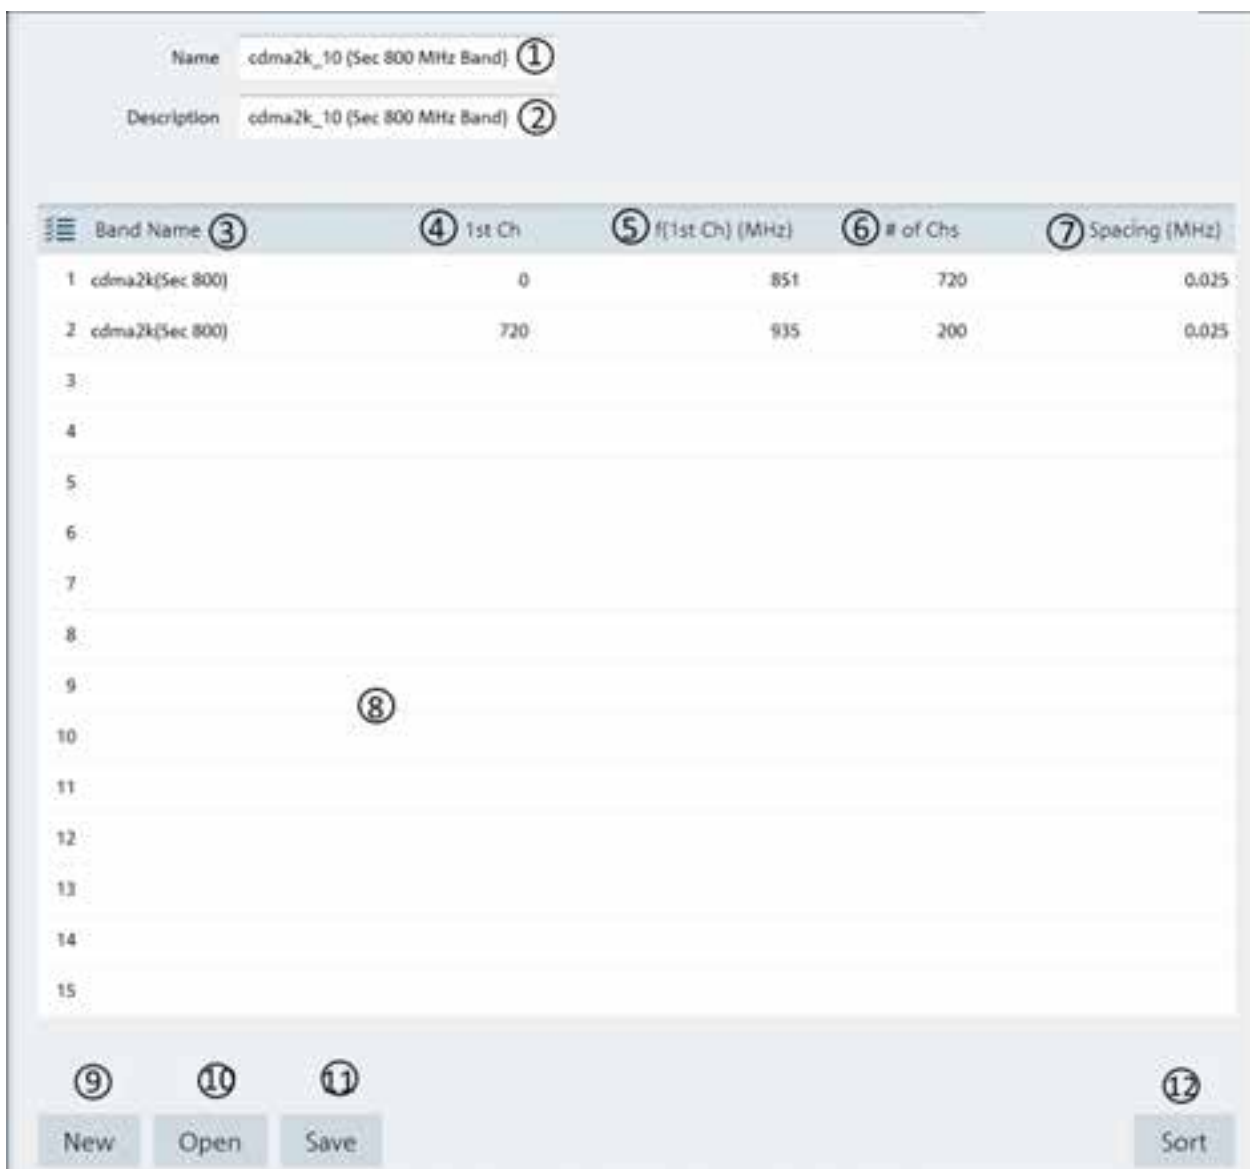 Name cdma2k_10 (Sec 800 MHz Band) ①
Description cdma2k_10 (Sec 800 MHz Band) ②
Band Name ③ ④ 1st Ch ⑤ f(1st Ch) (MHz) ⑥ # of Chs ⑦ Spacing (MHz)
1 cdma2k(Sec 800) 0 851 720 0.025
2 cdma2k(Sec 800) 720 935 200 0.025
3
4
5
6
7
8
9
⑧
10
11
12
13
14
15
⑨ ⑩ ⑪ ⑫
New Open Save Sort